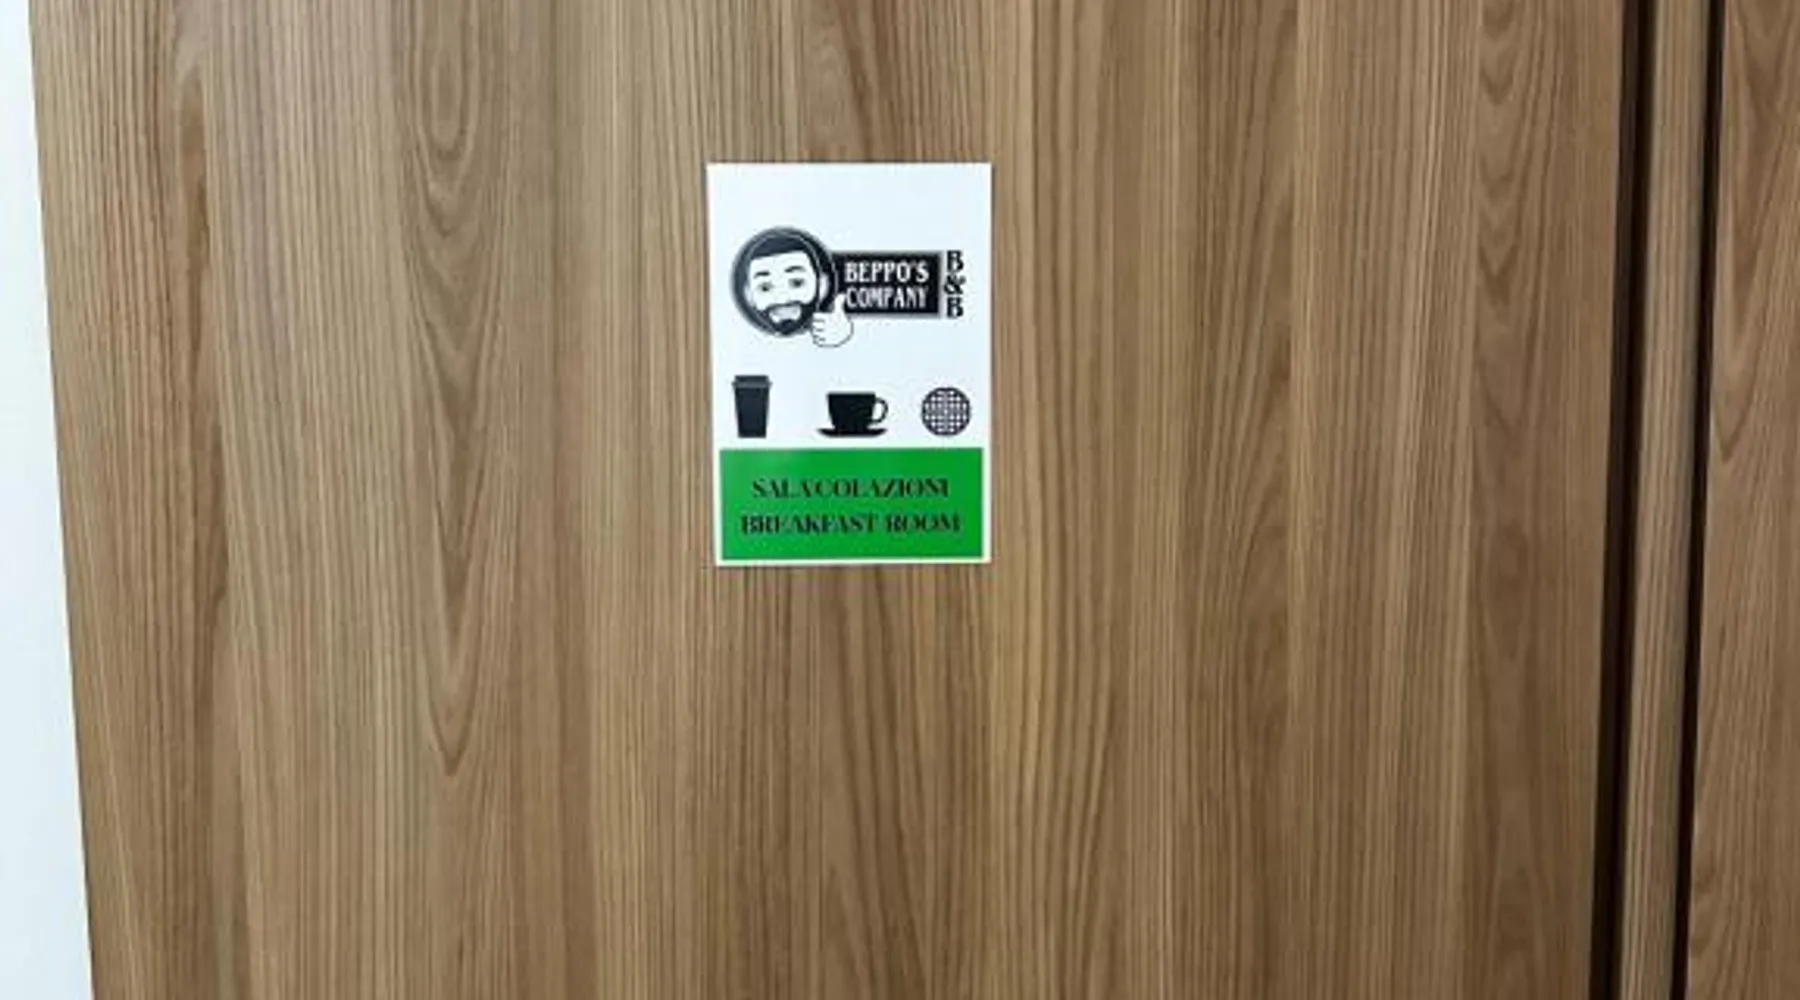 BEPPO'S
COMPANY
B
&
B
SALA COLAZIONI
BREAKFAST ROOM